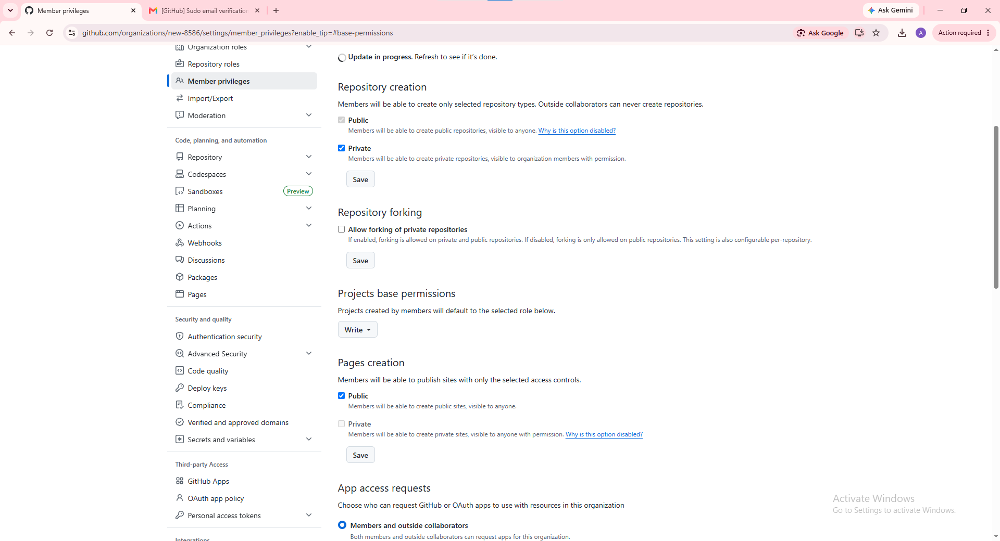 Member privileges
[GitHub] Sudo email verification
Ask Gemini
github.com/organizations/new-8586/settings/member_privileges?enable_tip=#base-permissions
Ask Google
A
Action required
Organization roles
Repository roles
Member privileges
Import/Export
Moderation
Code, planning, and automation
Repository
Codespaces
Sandboxes
Preview
Planning
Actions
Webhooks
Discussions
Packages
Pages
Security and quality
Authentication security
Advanced Security
Code quality
Deploy keys
Compliance
Verified and approved domains
Secrets and variables
Third-party Access
GitHub Apps
OAuth app policy
Personal access tokens
Integrations
Update in progress. Refresh to see if it’s done.
Repository creation
Members will be able to create only selected repository types. Outside collaborators can never create repositories.
Public
Members will be able to create public repositories, visible to anyone. Why is this option disabled?
Private
Members will be able to create private repositories, visible to organization members with permission.
Save
Repository forking
Allow forking of private repositories
If enabled, forking is allowed on private and public repositories. If disabled, forking is only allowed on public repositories. This setting is also configurable per-repository.
Save
Projects base permissions
Projects created by members will default to the selected role below.
Write
Pages creation
Members will be able to publish sites with only the selected access controls.
Public
Members will be able to create public sites, visible to anyone.
Private
Members will be able to create private sites, visible to anyone with permission. Why is this option disabled?
Save
App access requests
Choose who can request GitHub or OAuth apps to use with resources in this organization
Members and outside collaborators
Both members and outside collaborators can request apps for this organization.
Activate Windows
Go to Settings to activate Windows.